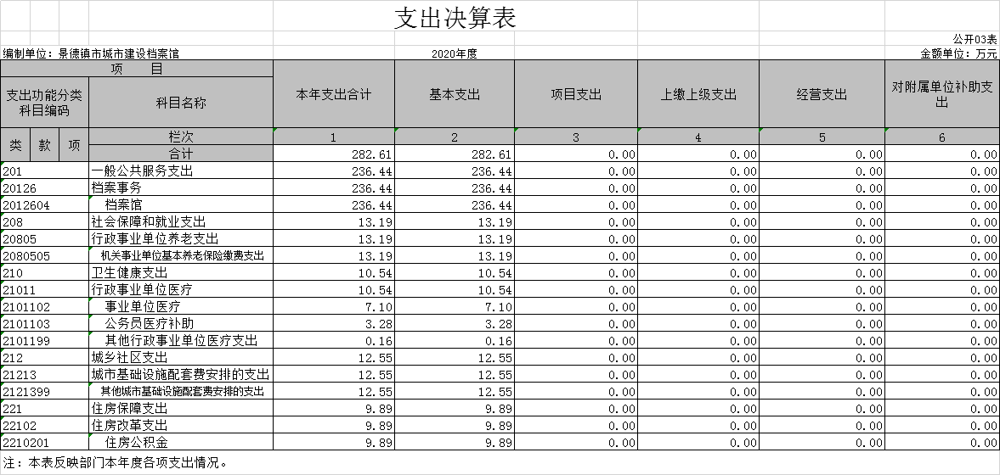 支出决算表
公开03表
编制单位：景德镇市城市建设档案馆 2020年度 金额单位：万元
项 目 本年支出合计 基本支出 项目支出 上缴上级支出 经营支出 对附属单位补助支出
支出功能分类科目编码 科目名称
类 款 项 栏次 1 2 3 4 5 6
合计 282.61 282.61 0.00 0.00 0.00 0.00
201 一般公共服务支出 236.44 236.44 0.00 0.00 0.00 0.00
20126 档案事务 236.44 236.44 0.00 0.00 0.00 0.00
2012604 档案馆 236.44 236.44 0.00 0.00 0.00 0.00
208 社会保障和就业支出 13.19 13.19 0.00 0.00 0.00 0.00
20805 行政事业单位养老支出 13.19 13.19 0.00 0.00 0.00 0.00
2080505 机关事业单位基本养老保险缴费支出 13.19 13.19 0.00 0.00 0.00 0.00
210 卫生健康支出 10.54 10.54 0.00 0.00 0.00 0.00
21011 行政事业单位医疗 10.54 10.54 0.00 0.00 0.00 0.00
2101102 事业单位医疗 7.10 7.10 0.00 0.00 0.00 0.00
2101103 公务员医疗补助 3.28 3.28 0.00 0.00 0.00 0.00
2101199 其他行政事业单位医疗支出 0.16 0.16 0.00 0.00 0.00 0.00
212 城乡社区支出 12.55 12.55 0.00 0.00 0.00 0.00
21213 城市基础设施配套费安排的支出 12.55 12.55 0.00 0.00 0.00 0.00
2121399 其他城市基础设施配套费安排的支出 12.55 12.55 0.00 0.00 0.00 0.00
221 住房保障支出 9.89 9.89 0.00 0.00 0.00 0.00
22102 住房改革支出 9.89 9.89 0.00 0.00 0.00 0.00
2210201 住房公积金 9.89 9.89 0.00 0.00 0.00 0.00
注：本表反映部门本年度各项支出情况。